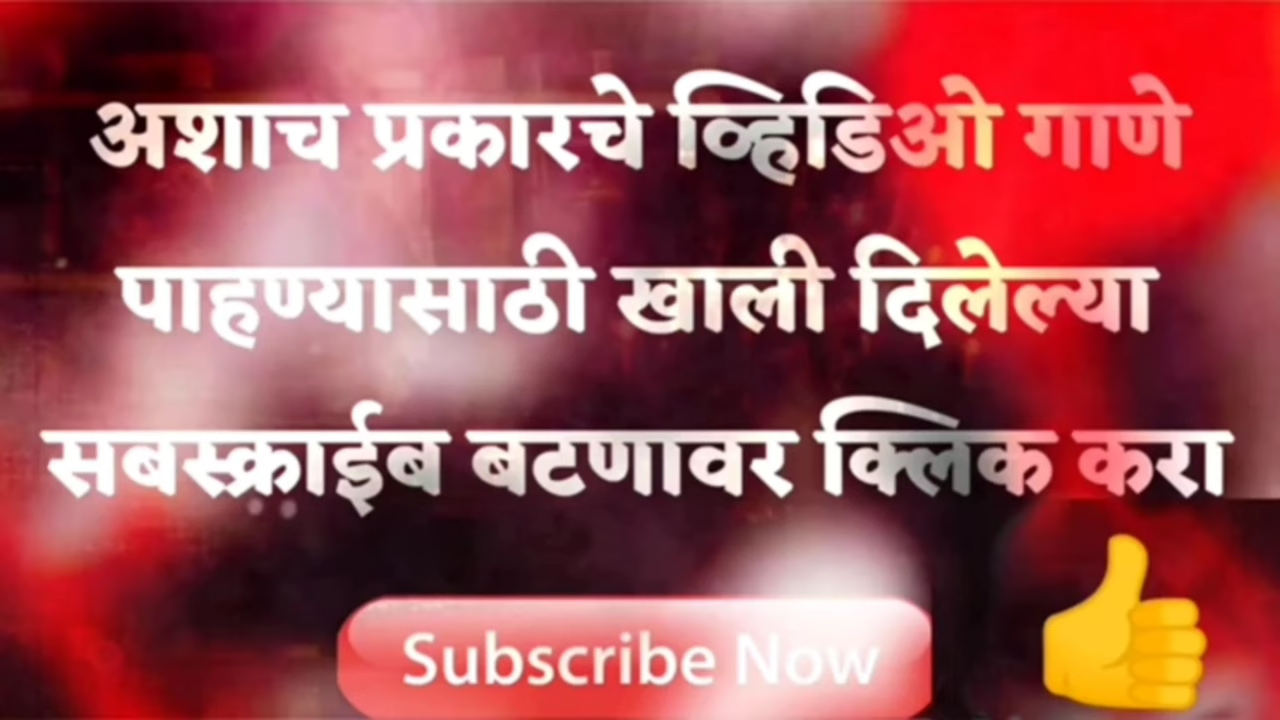 अशाच प्रकारचे व्हिडिओ गाणे
पाहण्यासाठी खाली दिलेल्या
सबस्क्राईब बटणावर क्लिक करा
Subscribe Now